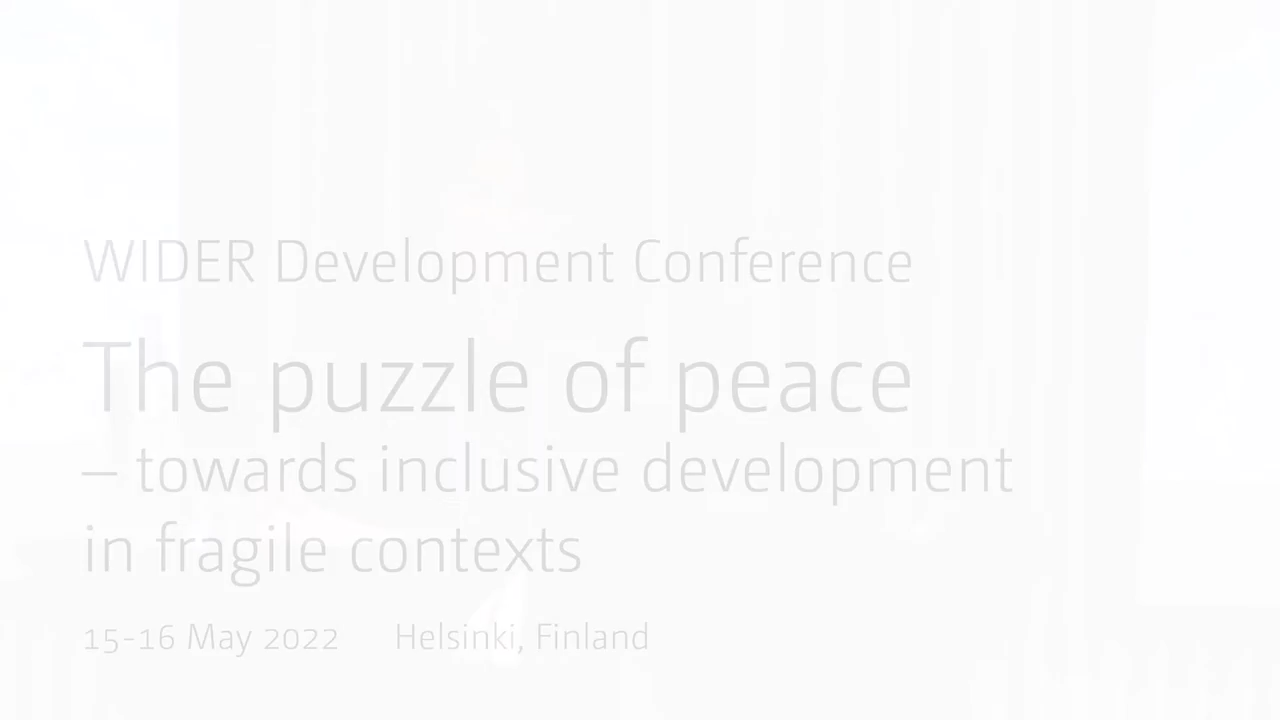 WIDER Development Conference
The puzzle of peace
– towards inclusive development
in fragile contexts
15-16 May 2022 Helsinki, Finland